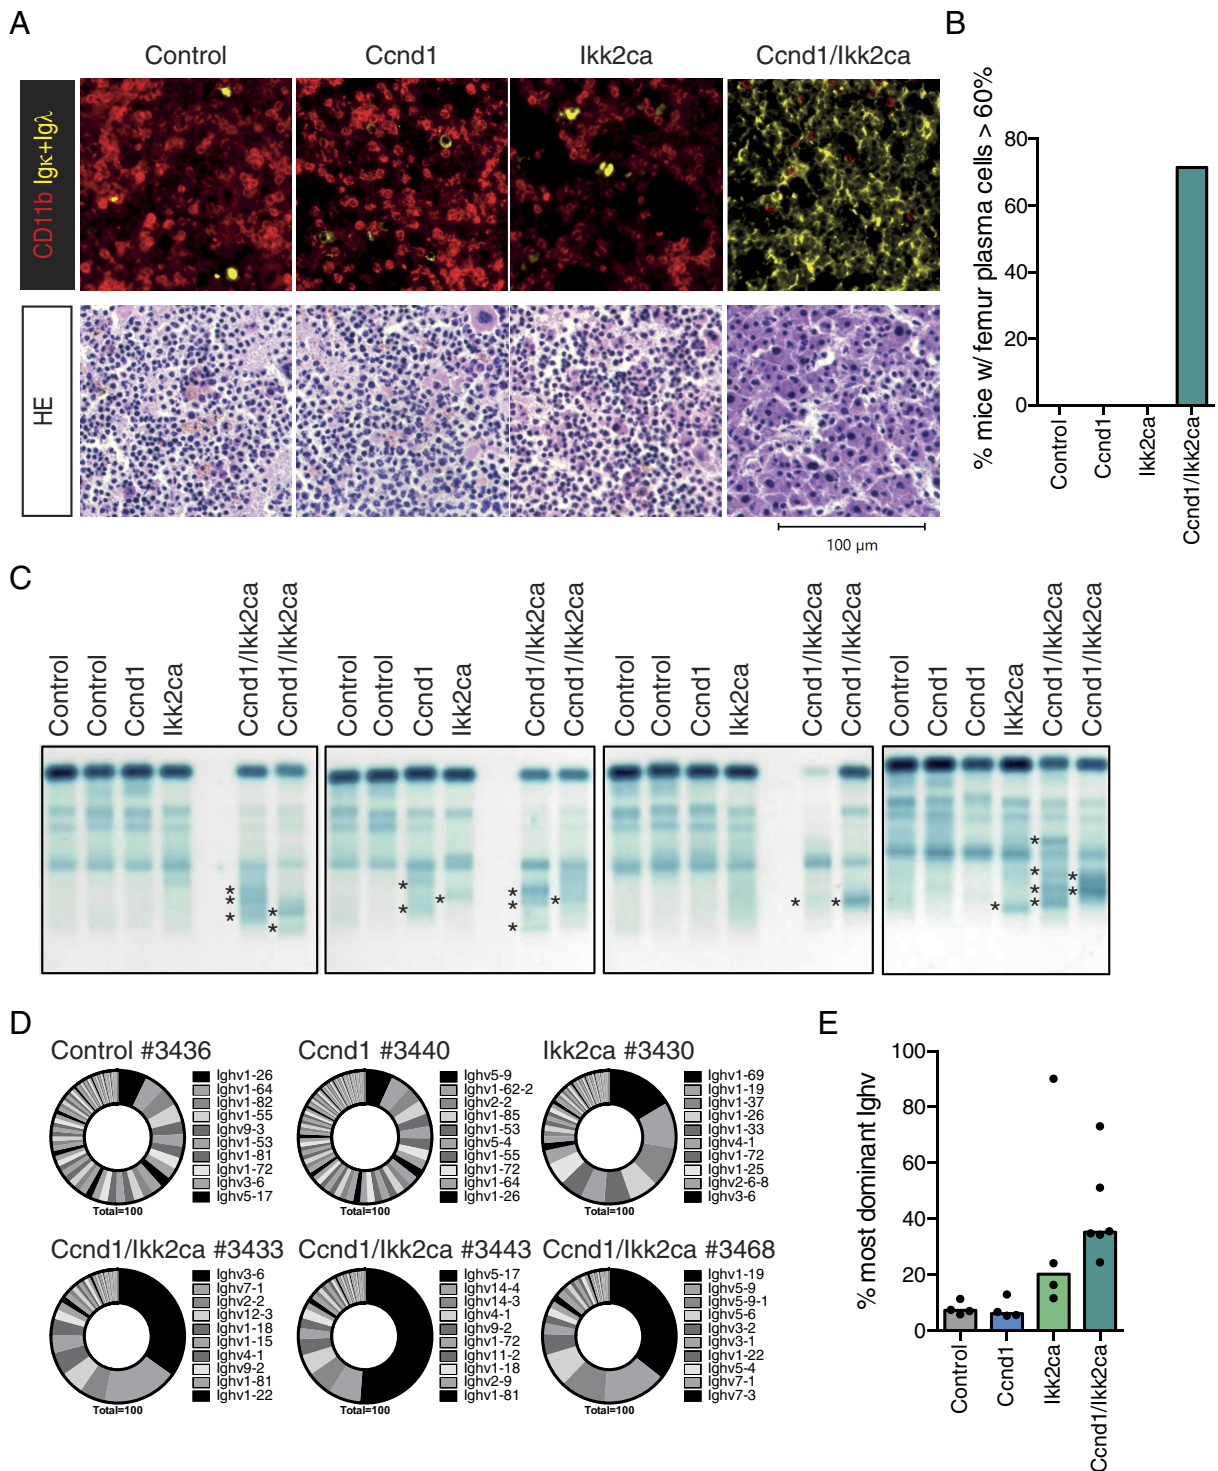 A
Control
Ccnd1
Ikk2ca
Ccnd1/Ikk2ca
CD11b Igκ+Igλ
HE
100 µm
B
% mice w/ femur plasma cells > 60%
80
60
40
20
0
Control
Ccnd1
Ikk2ca
Ccnd1/Ikk2ca
C
Control
Control
Ccnd1
Ikk2ca
Ccnd1/Ikk2ca
Ccnd1/Ikk2ca
Control
Control
Ccnd1
Ikk2ca
Ccnd1/Ikk2ca
Ccnd1/Ikk2ca
Control
Control
Ccnd1
Ikk2ca
Ccnd1/Ikk2ca
Ccnd1/Ikk2ca
Control
Ccnd1
Ccnd1
Ikk2ca
Ccnd1/Ikk2ca
Ccnd1/Ikk2ca
* * * * *
* * * * * * *
* *
* * * * * * *
D
Control #3436
Ighv1-26
Ighv1-64
Ighv1-82
Ighv1-55
Ighv9-3
Ighv1-53
Ighv1-81
Ighv1-72
Ighv3-6
Ighv5-17
Total=100
Ccnd1 #3440
Ighv5-9
Ighv1-62-2
Ighv2-2
Ighv1-85
Ighv1-53
Ighv5-4
Ighv1-55
Ighv1-72
Ighv1-64
Ighv1-26
Total=100
Ikk2ca #3430
Ighv1-69
Ighv1-19
Ighv1-37
Ighv1-26
Ighv1-33
Ighv4-1
Ighv1-72
Ighv1-25
Ighv2-6-8
Ighv3-6
Ccnd1/Ikk2ca #3433
Ighv3-6
Ighv7-1
Ighv2-2
Ighv12-3
Ighv1-18
Ighv1-15
Ighv4-1
Ighv9-2
Ighv1-81
Ighv1-22
Total=100
Ccnd1/Ikk2ca #3443
Ighv5-17
Ighv14-4
Ighv14-3
Ighv4-1
Ighv9-2
Ighv1-72
Ighv11-2
Ighv1-18
Ighv2-9
Ighv1-81
Total=100
Ccnd1/Ikk2ca #3468
Ighv1-19
Ighv5-9
Ighv5-9-1
Ighv5-6
Ighv3-2
Ighv3-1
Ighv1-22
Ighv5-4
Ighv7-1
Ighv7-3
Total=100
E
% most dominant Ighv
100
80
60
40
20
0
Control
Ccnd1
Ikk2ca
Ccnd1/Ikk2ca